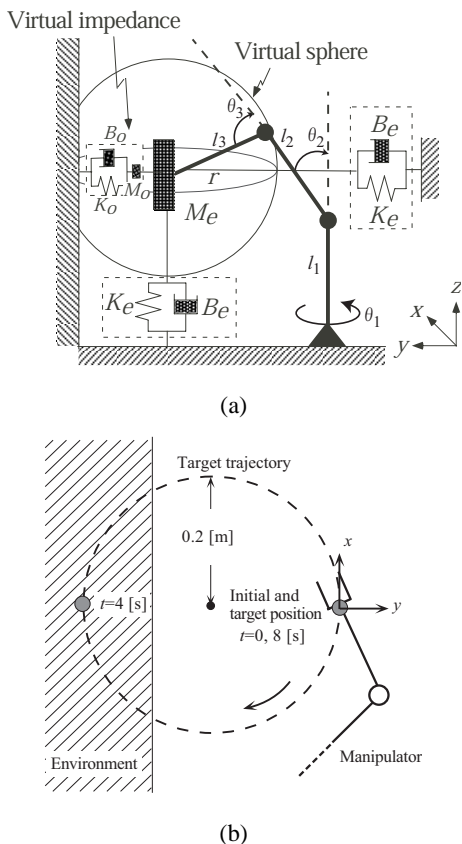 Virtual impedance
Virtual sphere
θ3
l3
l2
θ2
Bo
Ko
Mo
r
Me
Be
Ke
l1
Ke
Be
θ1
z
x
y
(a)
Target trajectory
0.2 [m]
x
y
t=4 [s]
Initial and
target position
t=0, 8 [s]
Environment
Manipulator
(b)